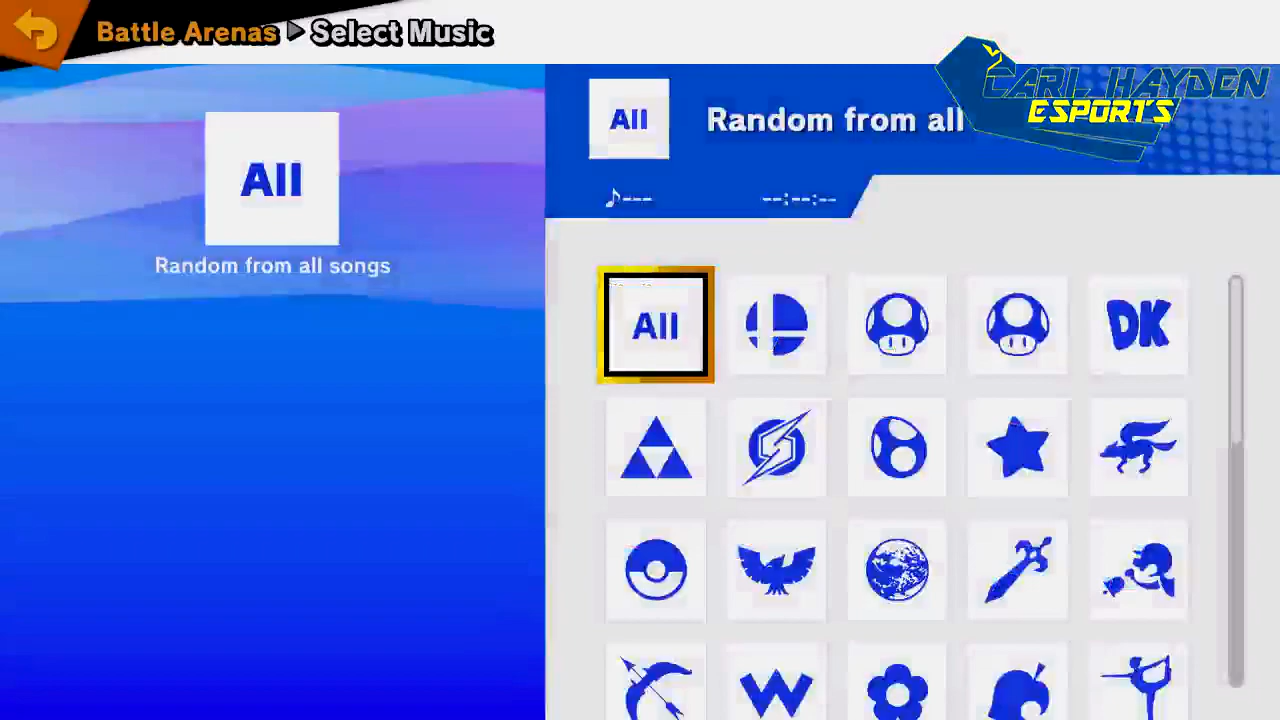 Battle Arenas ▶ Select Music
CARL HAYDEN
ESPORTS
All
Random from all
♪--- --:--:--
All
Random from all songs
All
DK
W